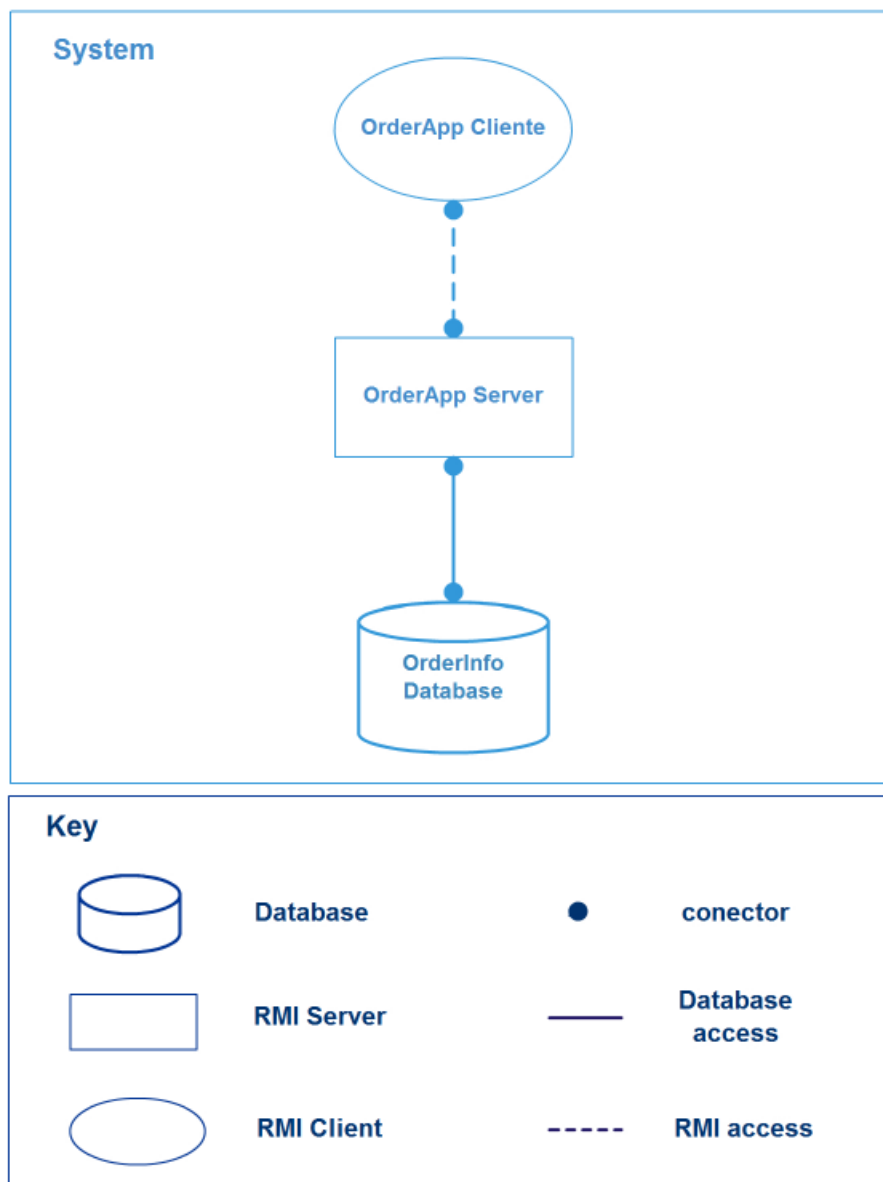 System
OrderApp Cliente
OrderApp Server
OrderInfo
Database
Key
Database
conector
RMI Server
Database
access
RMI Client
RMI access